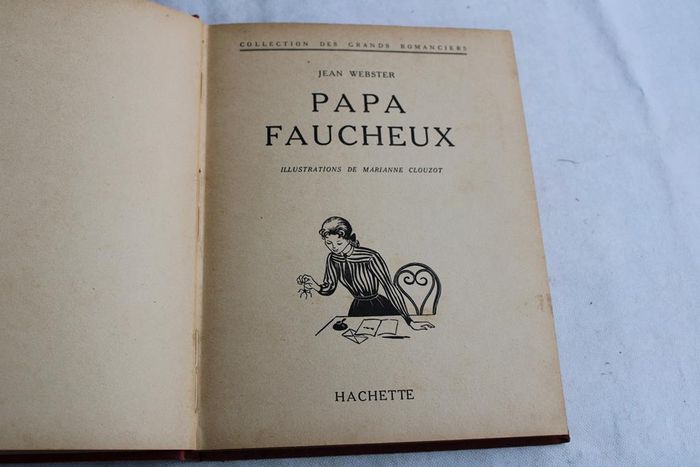 COLLECTION DES GRANDS ROMANCIERS
JEAN WEBSTER
PAPA
FAUCHEUX
ILLUSTRATIONS DE MARIANNE CLOUZOT
HACHETTE